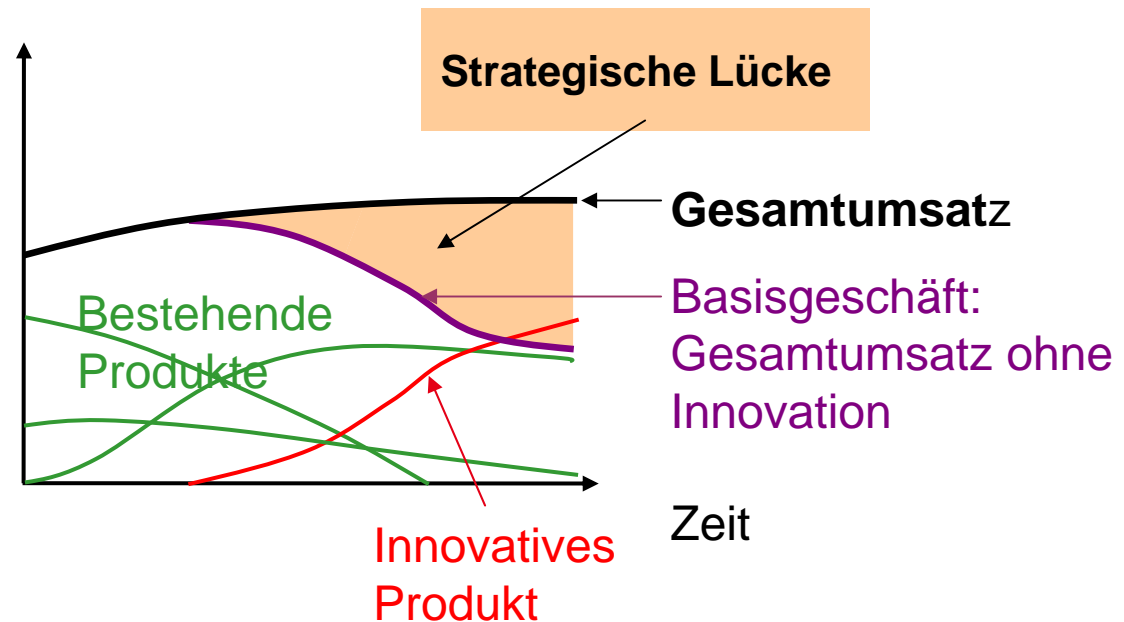 Strategische Lücke
Gesamtumsatz
Bestehende
Produkte
Basisgeschäft:
Gesamtumsatz ohne
Innovation
Zeit
Innovatives
Produkt